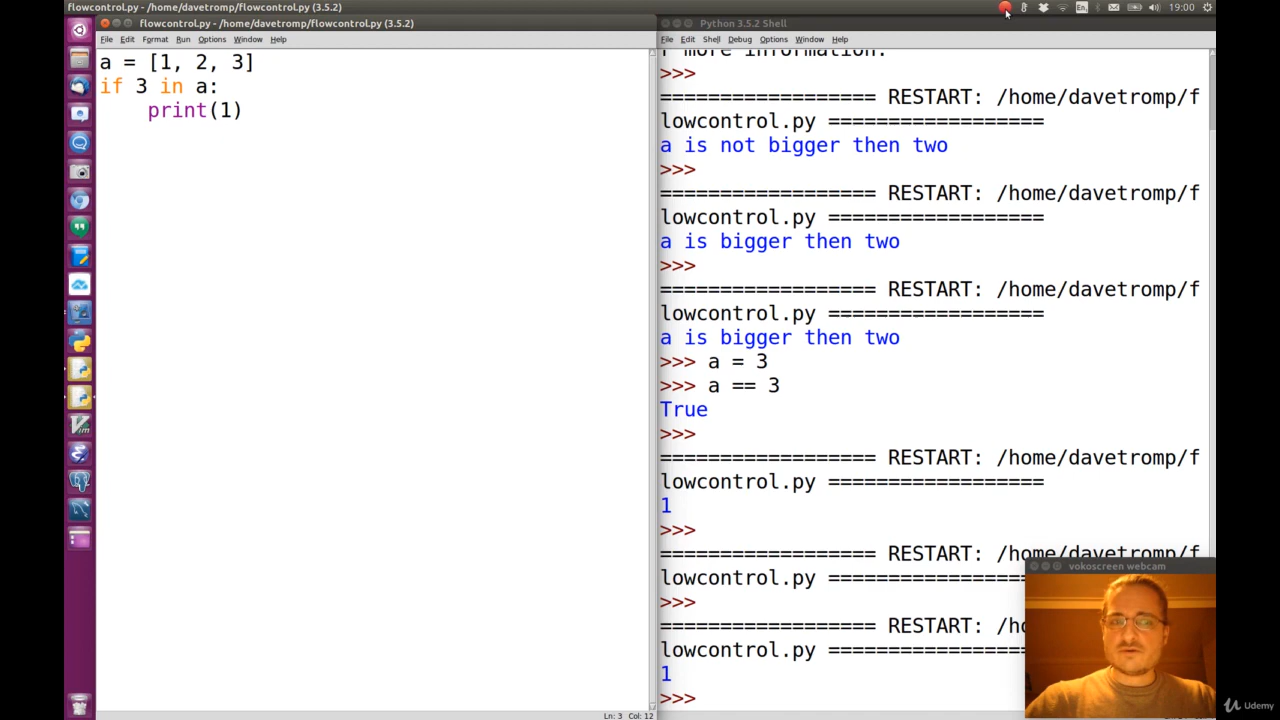 flowcontrol.py - /home/davetromp/flowcontrol.py (3.5.2)
En
19:00
flowcontrol.py - /home/davetromp/flowcontrol.py (3.5.2)
File Edit Format Run Options Window Help
a = [1, 2, 3]
if 3 in a:
print(1)
Ln: 3 Col: 12
Python 3.5.2 Shell
File Edit Shell Debug Options Window Help
r more information.
>>>
================= RESTART: /home/davetromp/f
lowcontrol.py ==================
a is not bigger then two
>>>
================= RESTART: /home/davetromp/f
lowcontrol.py ==================
a is bigger then two
>>>
================= RESTART: /home/davetromp/f
lowcontrol.py ==================
a is bigger then two
>>> a = 3
>>> a == 3
True
>>>
================= RESTART: /home/davetromp/f
lowcontrol.py ==================
1
>>>
================= RESTART: /home/davetromp/f
lowcontrol.py ================
>>>
================= RESTART: /h
lowcontrol.py ================
1
>>>
vokoscreen webcam
Udemy